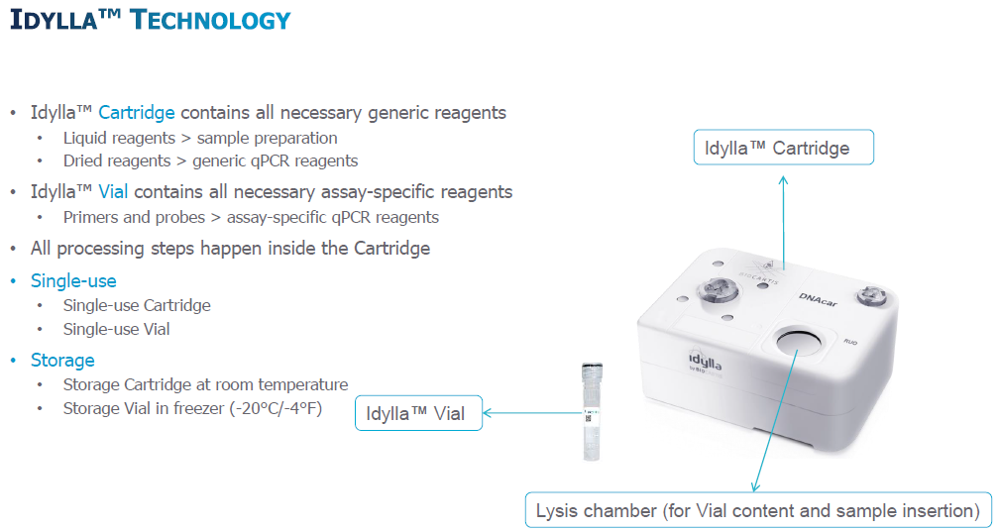 IDYLLA™ TECHNOLOGY
• Idylla™ Cartridge contains all necessary generic reagents
• Liquid reagents > sample preparation
• Dried reagents > generic qPCR reagents
• Idylla™ Vial contains all necessary assay-specific reagents
• Primers and probes > assay-specific qPCR reagents
• All processing steps happen inside the Cartridge
• Single-use
• Single-use Cartridge
• Single-use Vial
• Storage
• Storage Cartridge at room temperature
• Storage Vial in freezer (-20°C/-4°F)
Idylla™ Cartridge
BIOCARTIS
DNAcar
RUO
idylla
Idylla™ Vial
Lysis chamber (for Vial content and sample insertion)